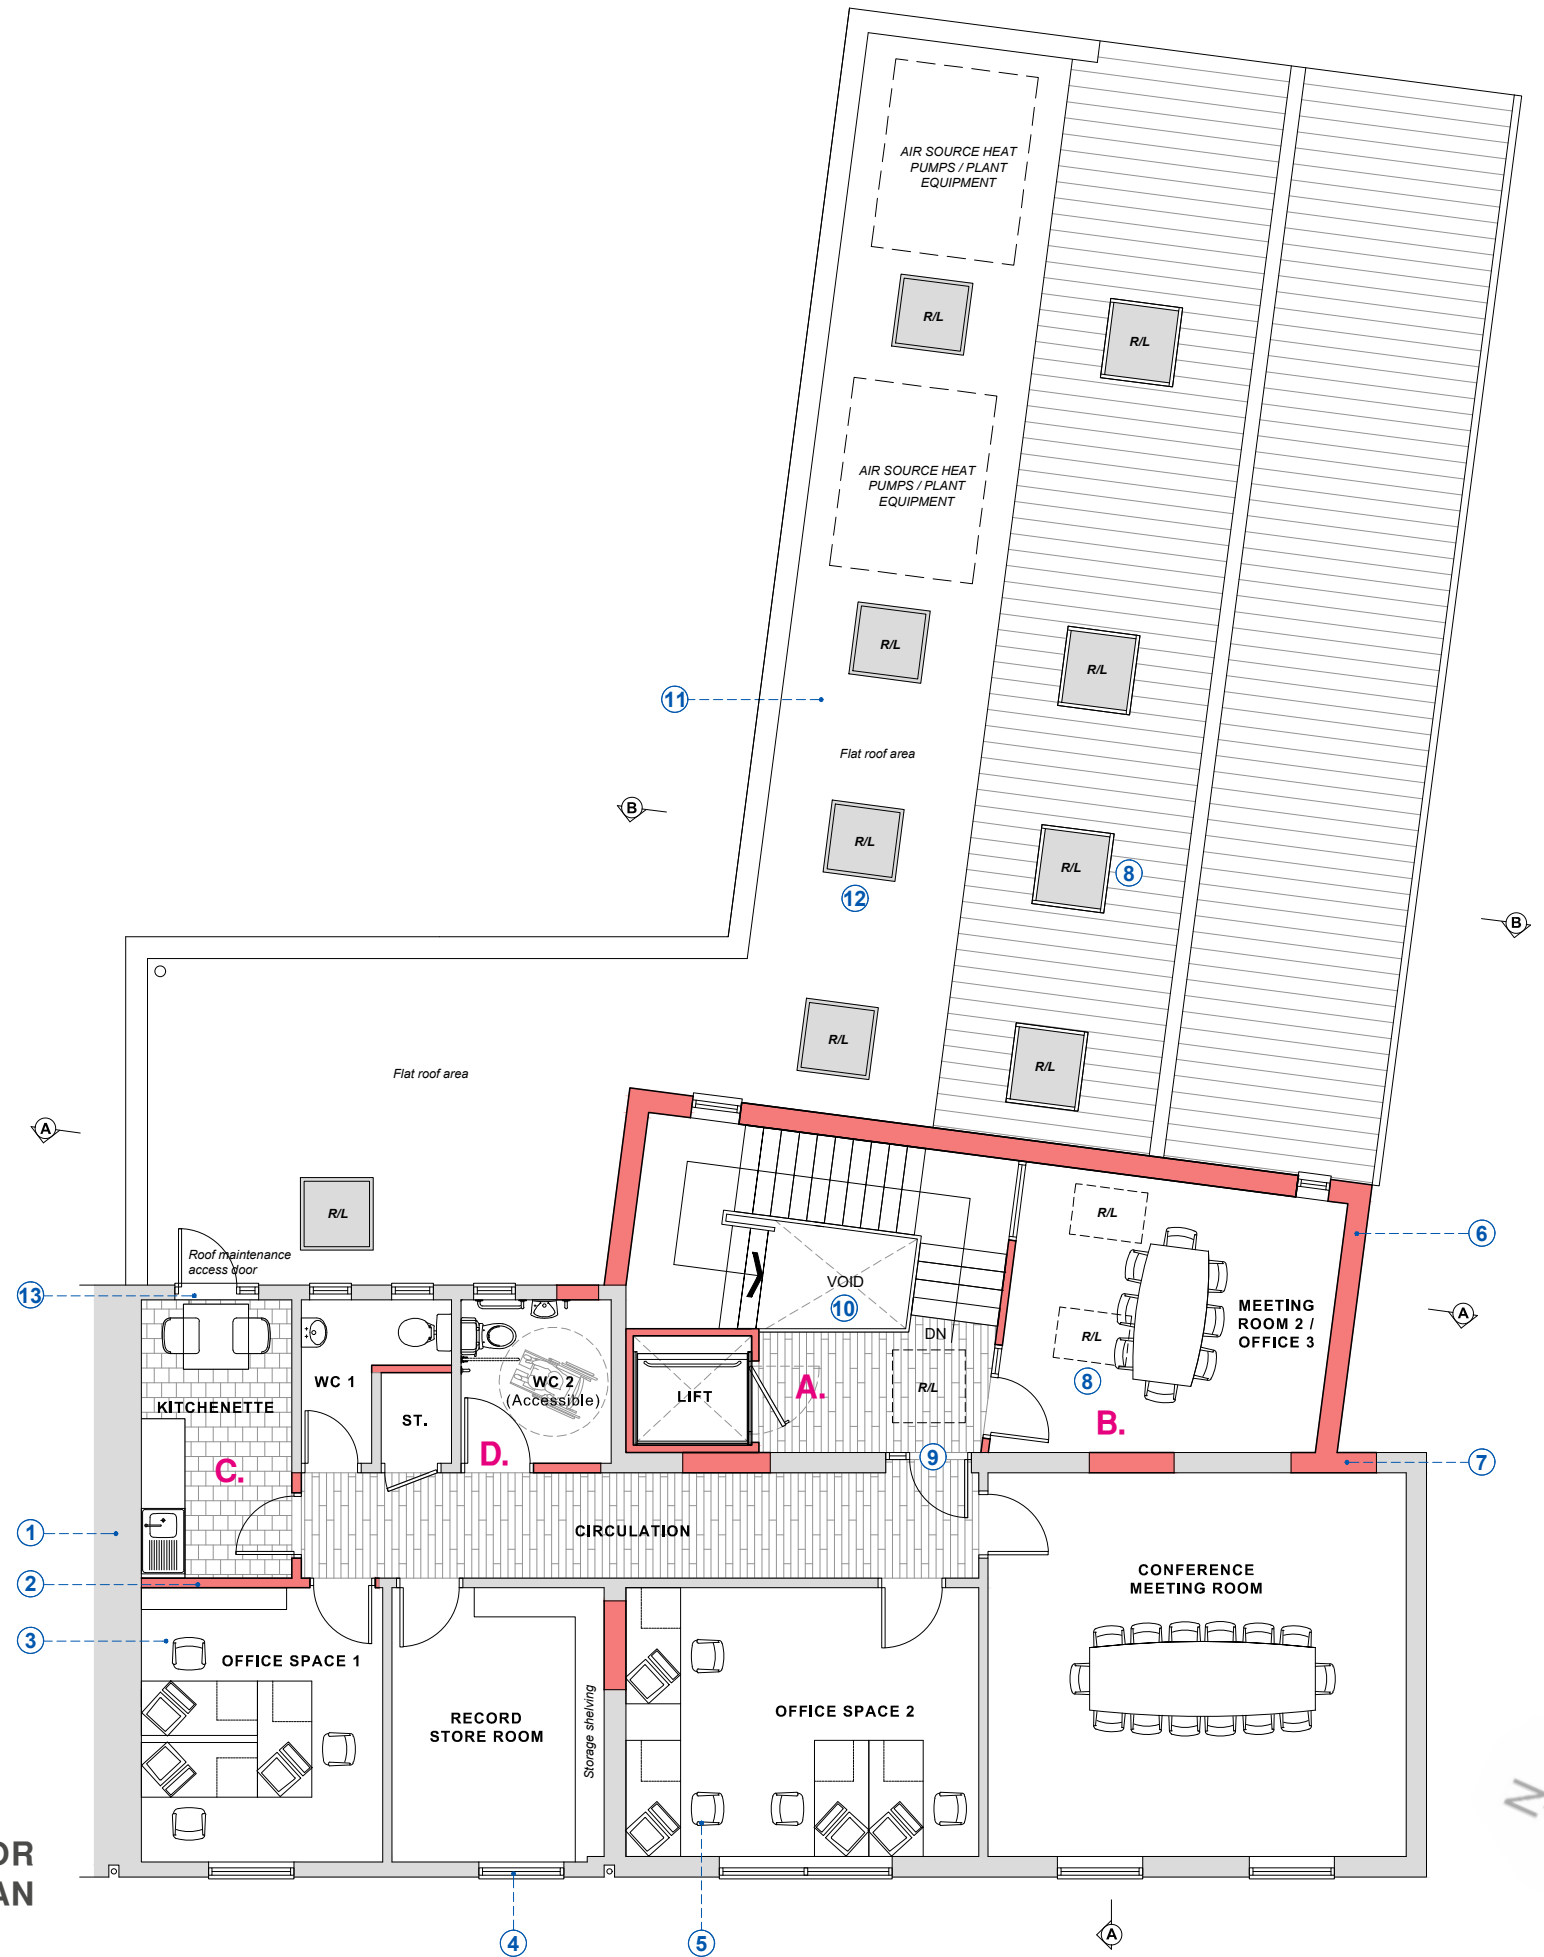 AIR SOURCE HEAT
PUMPS / PLANT
EQUIPMENT
R/L
R/L
AIR SOURCE HEAT
PUMPS / PLANT
EQUIPMENT
R/L
R/L
11
Flat roof area
B
R/L
R/L
8
12
B
R/L
R/L
Flat roof area
A
R/L
R/L
6
Roof maintenance
access door
13
VOID
10
MEETING
ROOM 2 /
OFFICE 3
A
DN
R/L
8
WC 1
WC 2
(Accessible)
LIFT
A.
R/L
KITCHENETTE
ST.
B.
C.
D.
9
7
1
CIRCULATION
2
CONFERENCE
MEETING ROOM
3
OFFICE SPACE 1
RECORD
STORE ROOM
Storage shelving
OFFICE SPACE 2
N
OR
AN
4
5
A